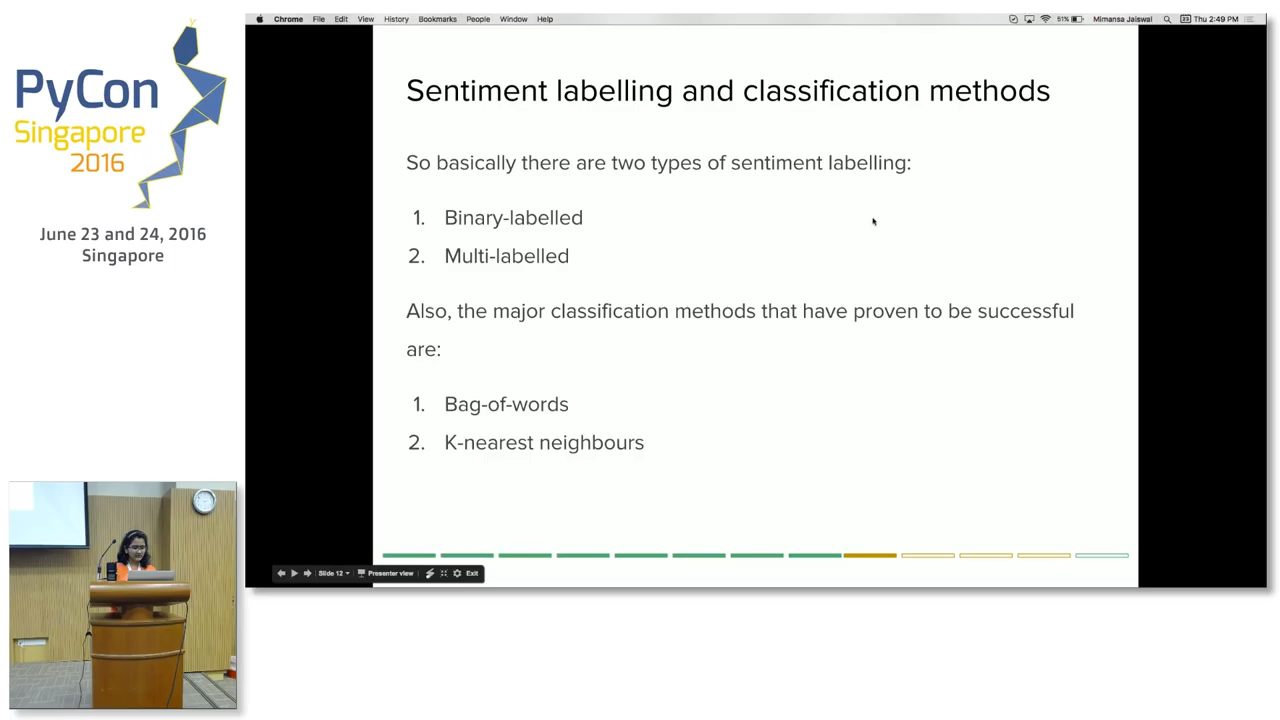 PyCon
Singapore
2016
June 23 and 24, 2016
Singapore
Chrome File Edit View History Bookmarks People Window Help
51% Mimansa Jaiswal Thu 2:49 PM
Sentiment labelling and classification methods
So basically there are two types of sentiment labelling:
1. Binary-labelled
2. Multi-labelled
Also, the major classification methods that have proven to be successful
are:
1. Bag-of-words
2. K-nearest neighbours
Slide 12 Presenter view Exit